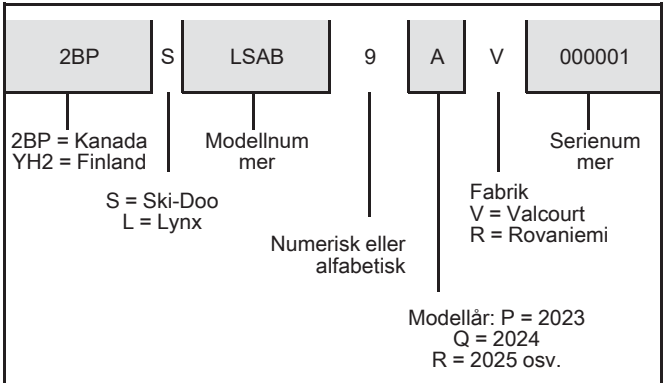 2BP S LSAB 9 A V 000001
2BP = Kanada
YH2 = Finland
Modellnum
mer
Serienum
mer
S = Ski-Doo
L = Lynx
Fabrik
V = Valcourt
R = Rovaniemi
Numerisk eller
alfabetisk
Modellår: P = 2023
Q = 2024
R = 2025 osv.